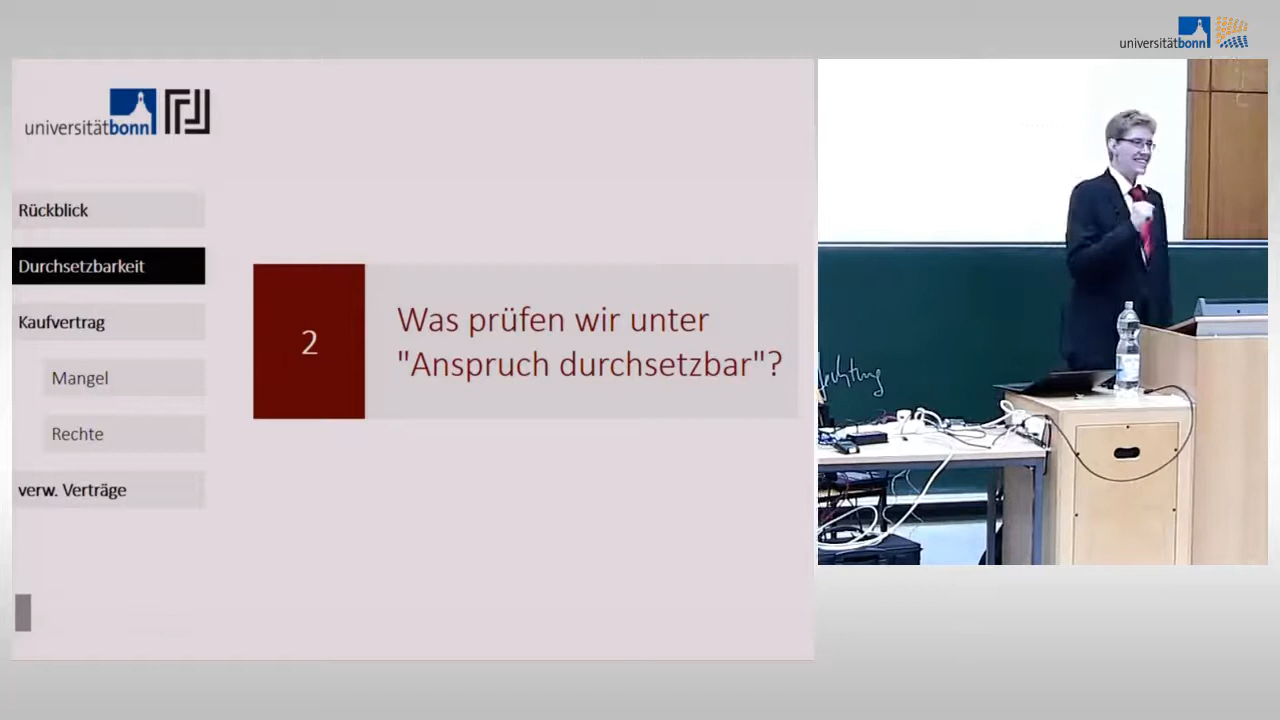 universitätbonn
universitätbonn
Rückblick
Durchsetzbarkeit
Kaufvertrag
Mangel
Rechte
verw. Verträge
2
Was prüfen wir unter
"Anspruch durchsetzbar"?